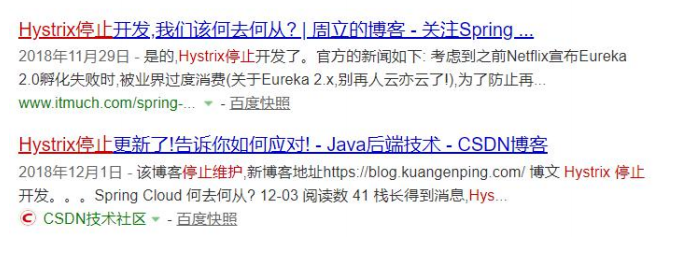 Hystrix停止开发,我们该何去何从? | 周立的博客 - 关注Spring ...
2018年11月29日 - 是的,Hystrix停止开发了。官方的新闻如下: 考虑到之前Netflix宣布Eureka
2.0孵化失败时,被业界过度消费(关于Eureka 2.x,别再人云亦云了!),为了防止再...
www.itmuch.com/spring-... - 百度快照
Hystrix停止更新了!告诉你如何应对! - Java后端技术 - CSDN博客
2018年12月1日 - 该博客停止维护,新博客地址https://blog.kuangenping.com/ 博文 Hystrix 停止
开发。。。Spring Cloud 何去何从? 12-03 阅读数 41 栈长得到消息,Hys...
CSDN技术社区 - 百度快照